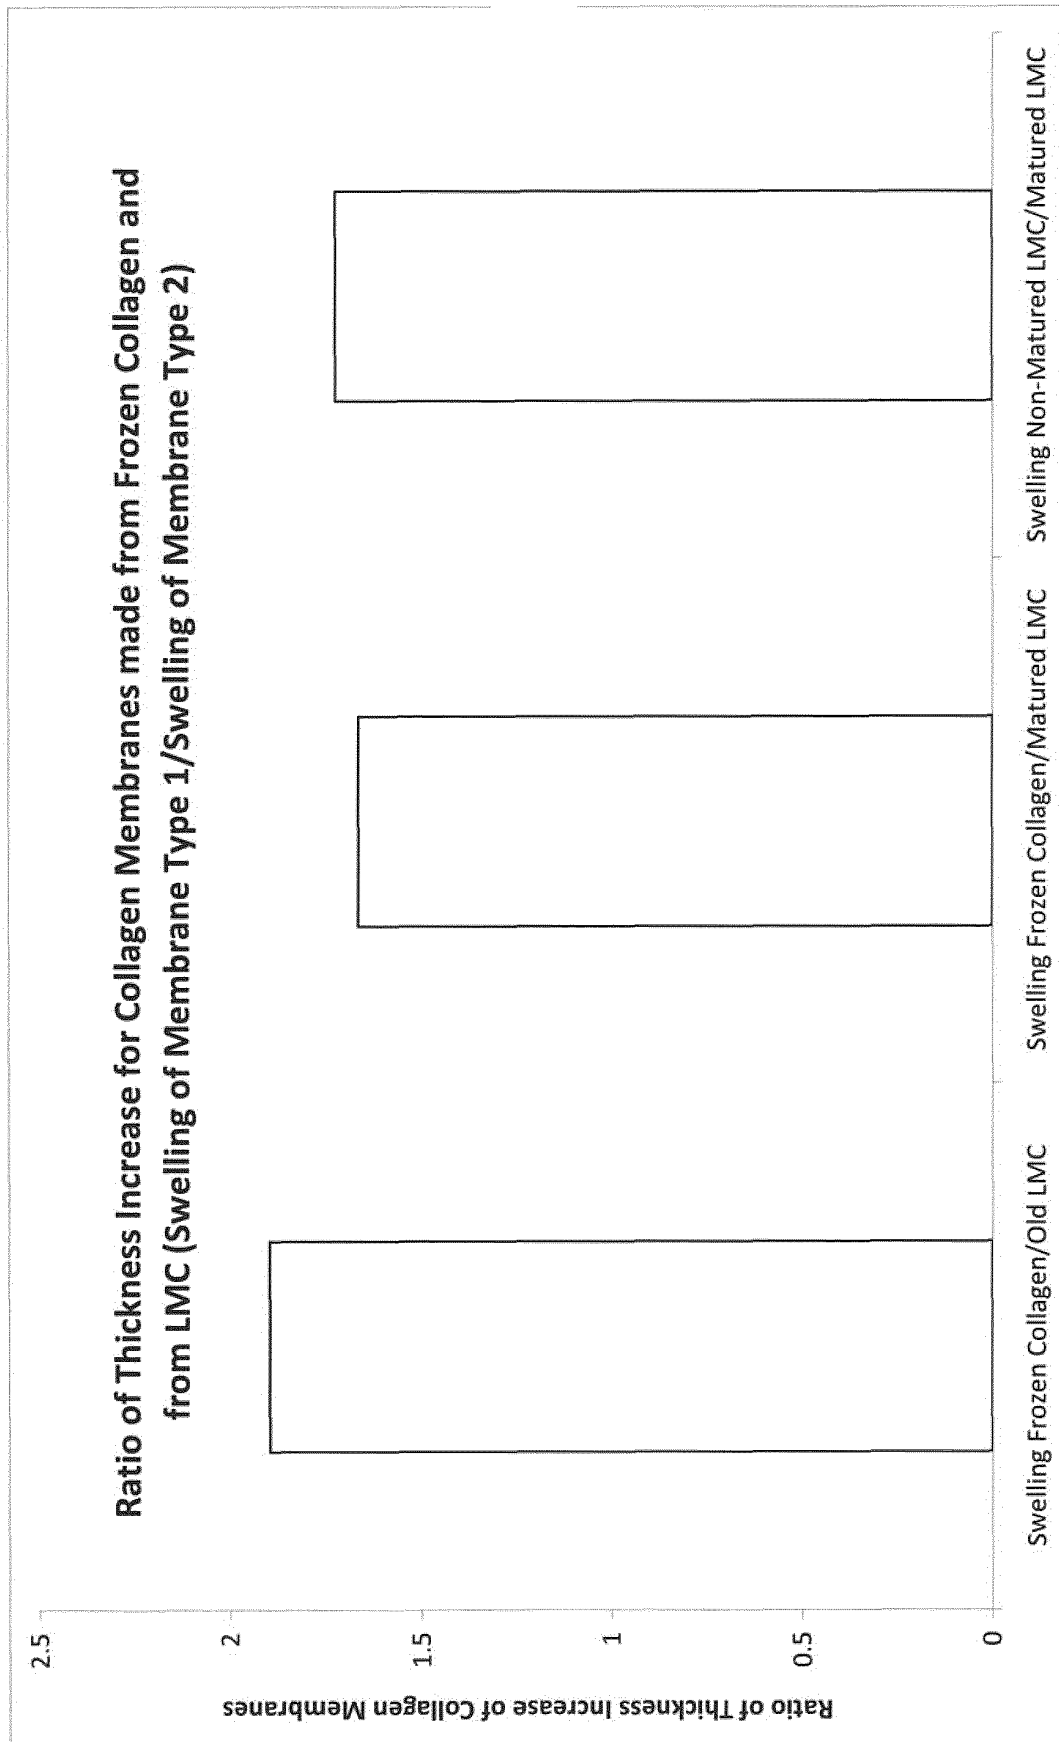 Ratio of Thickness Increase for Collagen Membranes made from Frozen Collagen and
from LMC (Swelling of Membrane Type 1/Swelling of Membrane Type 2)
Ratio of Thickness Increase of Collagen Membranes
2.5
2
1.5
1
0.5
0
Swelling Frozen Collagen/Old LMC
Swelling Frozen Collagen/Matured LMC
Swelling Non-Matured LMC/Matured LMC